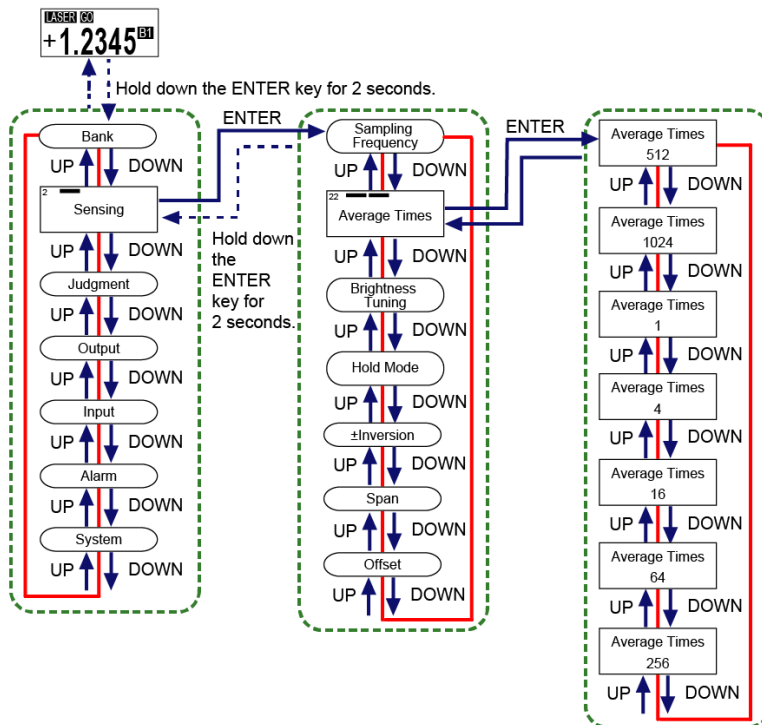 LASER GO
+1.2345 B1
Hold down the ENTER key for 2 seconds.
Bank
UP DOWN
2
Sensing
UP DOWN
Judgment
UP DOWN
Output
UP DOWN
Input
UP DOWN
Alarm
UP DOWN
System
UP DOWN
ENTER
Hold down
the
ENTER
key for
2 seconds.
Sampling
Frequency
UP DOWN
22
Average Times
UP DOWN
Brightness
Tuning
UP DOWN
Hold Mode
UP DOWN
±Inversion
UP DOWN
Span
UP DOWN
Offset
UP DOWN
ENTER
Average Times
512
UP DOWN
Average Times
1024
UP DOWN
Average Times
1
UP DOWN
Average Times
4
UP DOWN
Average Times
16
UP DOWN
Average Times
64
UP DOWN
Average Times
256
UP DOWN